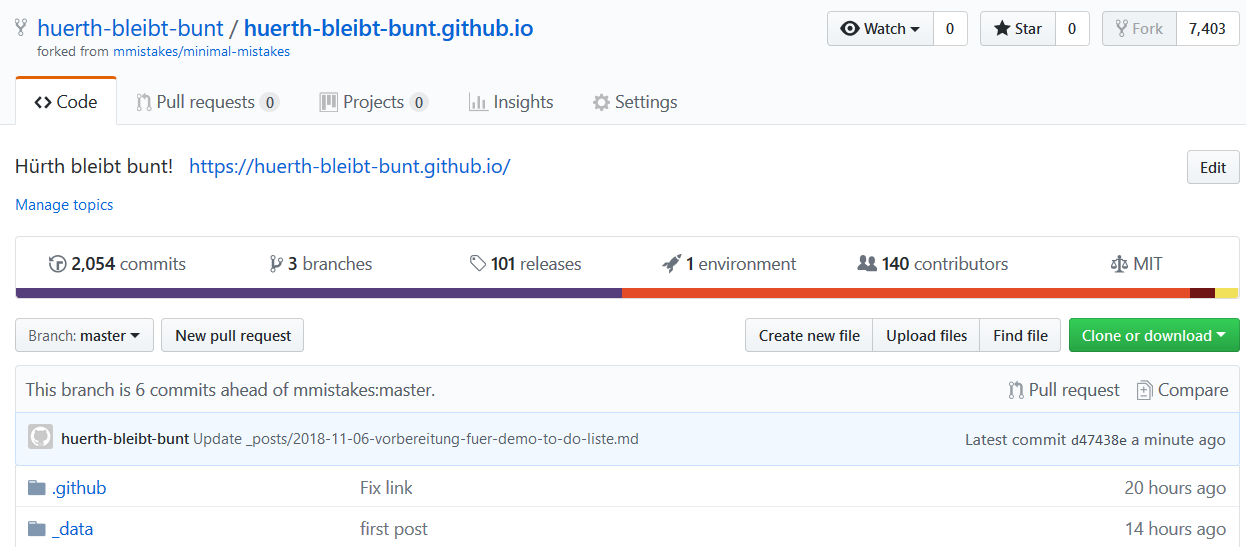 huerth-bleibt-bunt / huerth-bleibt-bunt.github.io Watch 0 Star 0 Fork 7,403
forked from mmistakes/minimal-mistakes
Code Pull requests 0 Projects 0 Insights Settings
Hürth bleibt bunt! https://huerth-bleibt-bunt.github.io/ Edit
Manage topics
2,054 commits 3 branches 101 releases 1 environment 140 contributors MIT
Branch: master New pull request Create new file Upload files Find file Clone or download
This branch is 6 commits ahead of mmistakes:master. Pull request Compare
huerth-bleibt-bunt Update _posts/2018-11-06-vorbereitung-fuer-demo-to-do-liste.md Latest commit d47438e a minute ago
.github Fix link 20 hours ago
_data first post 14 hours ago